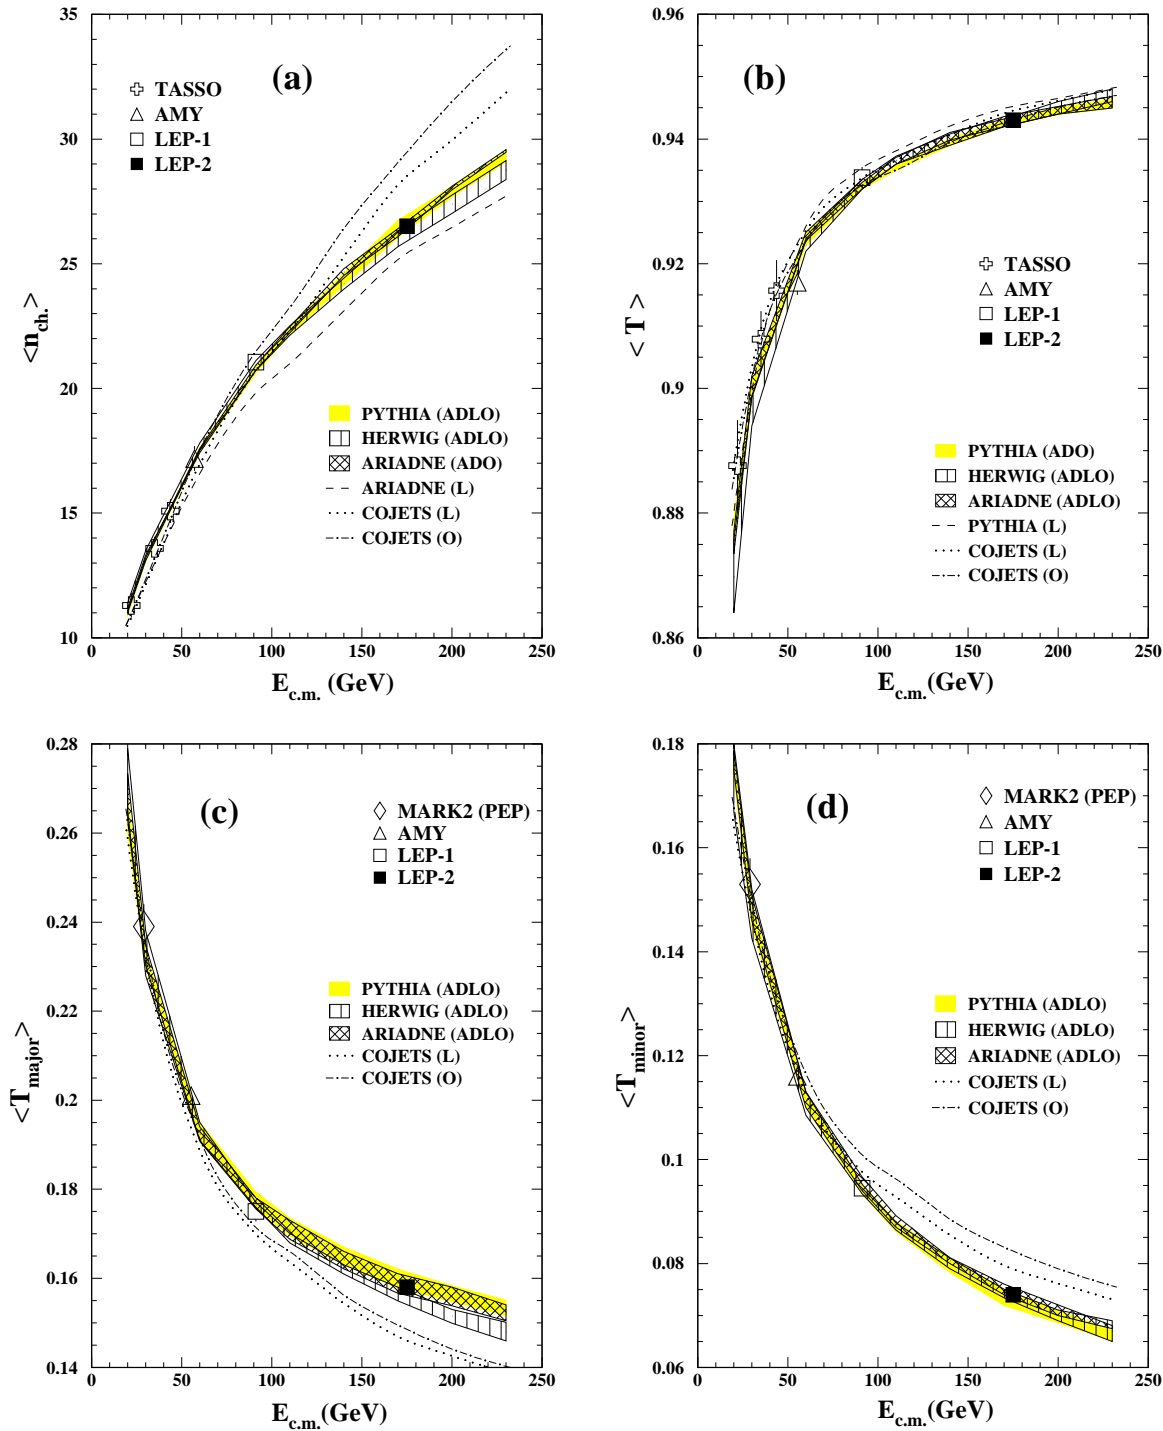 (a)
35
30
25
20
15
10
0 50 100 150 200 250
<n_ch.>
E_c.m. (GeV)
TASSO
AMY
LEP-1
LEP-2
PYTHIA (ADLO)
HERWIG (ADLO)
ARIADNE (ADO)
ARIADNE (L)
COJETS (L)
COJETS (O)
(b)
0.96
0.94
0.92
0.9
0.88
0.86
0 50 100 150 200 250
< T >
E_c.m.(GeV)
TASSO
AMY
LEP-1
LEP-2
PYTHIA (ADO)
HERWIG (ADLO)
ARIADNE (ADLO)
PYTHIA (L)
COJETS (L)
COJETS (O)
(c)
0.28
0.26
0.24
0.22
0.2
0.18
0.16
0.14
0 50 100 150 200 250
<T_major>
E_c.m.(GeV)
MARK2 (PEP)
AMY
LEP-1
LEP-2
PYTHIA (ADLO)
HERWIG (ADLO)
ARIADNE (ADLO)
COJETS (L)
COJETS (O)
(d)
0.18
0.16
0.14
0.12
0.1
0.08
0.06
0 50 100 150 200 250
<T_minor>
E_c.m.(GeV)
MARK2 (PEP)
AMY
LEP-1
LEP-2
PYTHIA (ADLO)
HERWIG (ADLO)
ARIADNE (ADLO)
COJETS (L)
COJETS (O)